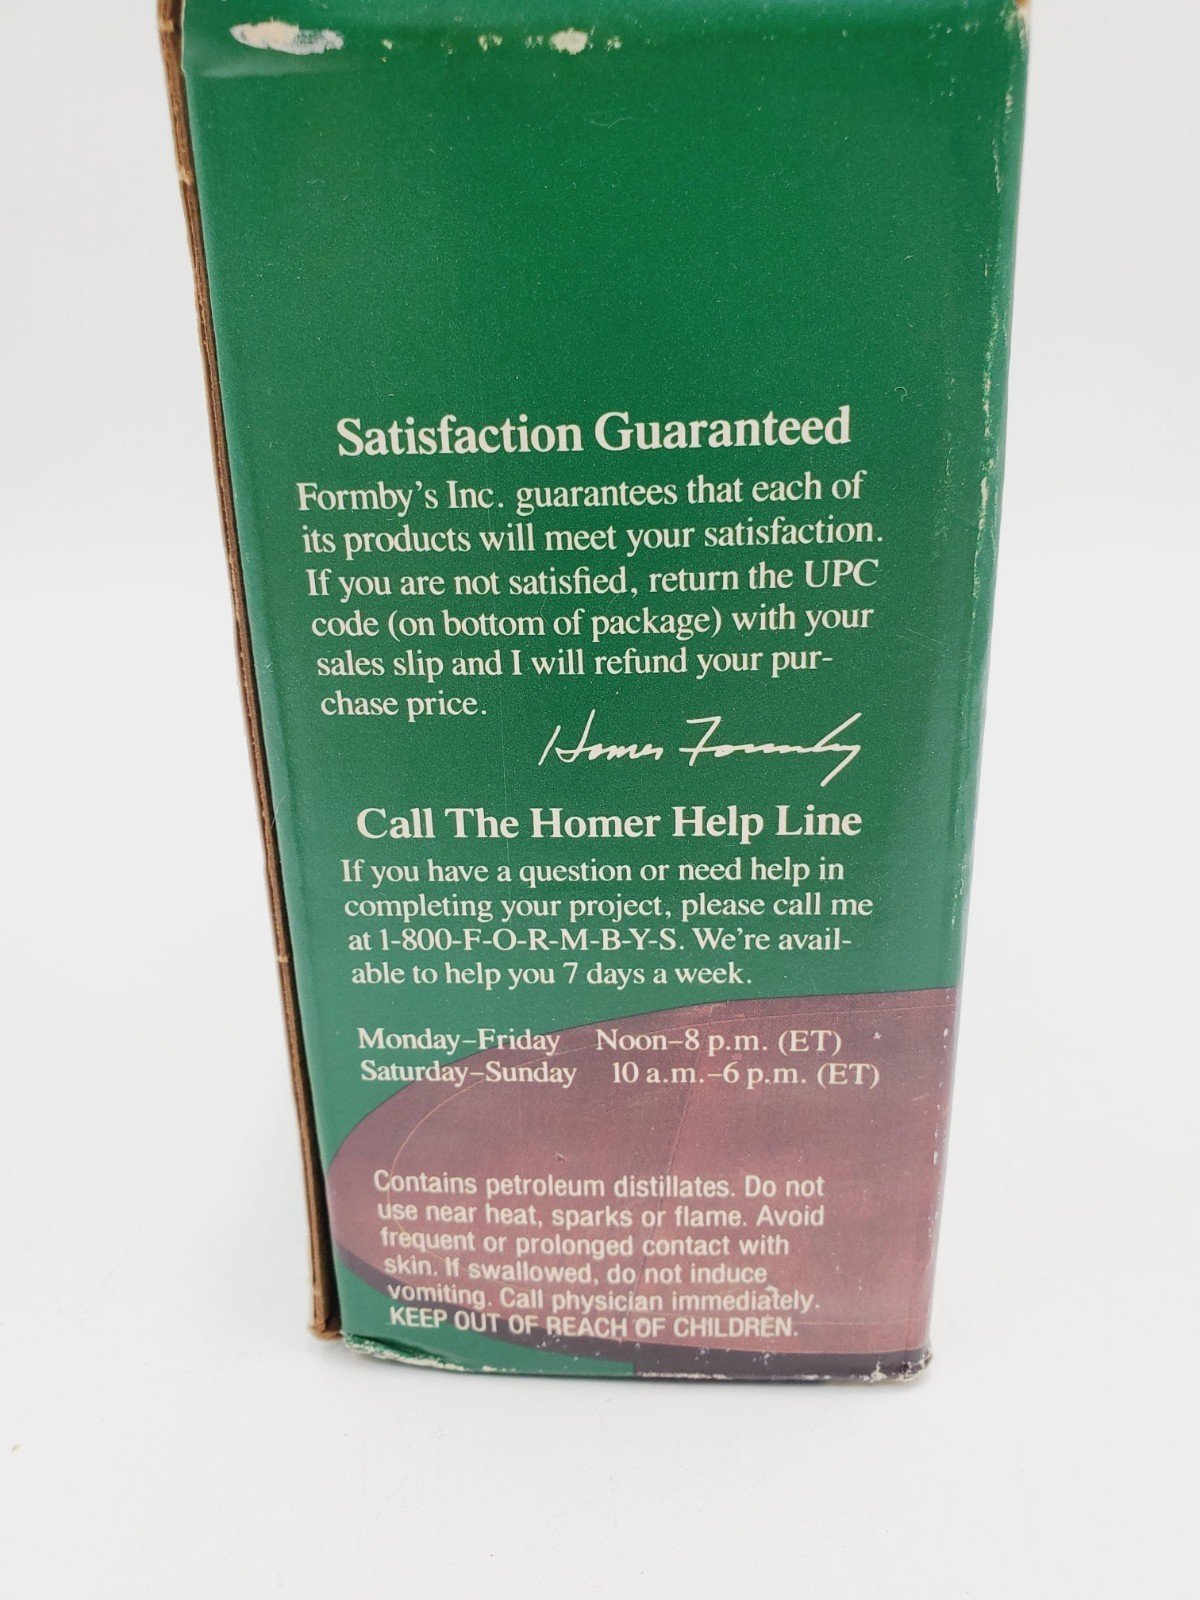 Satisfaction Guaranteed
Formby's Inc. guarantees that each of
its products will meet your satisfaction.
If you are not satisfied, return the UPC
code (on bottom of package) with your
sales slip and I will refund your pur-
chase price.
Homer Formby
Call The Homer Help Line
If you have a question or need help in
completing your project, please call me
at 1-800-F-O-R-M-B-Y-S. We're avail-
able to help you 7 days a week.
Monday–Friday Noon–8 p.m. (ET)
Saturday–Sunday 10 a.m.–6 p.m. (ET)
Contains petroleum distillates. Do not
use near heat, sparks or flame. Avoid
frequent or prolonged contact with
skin. If swallowed, do not induce
vomiting. Call physician immediately.
KEEP OUT OF REACH OF CHILDREN.